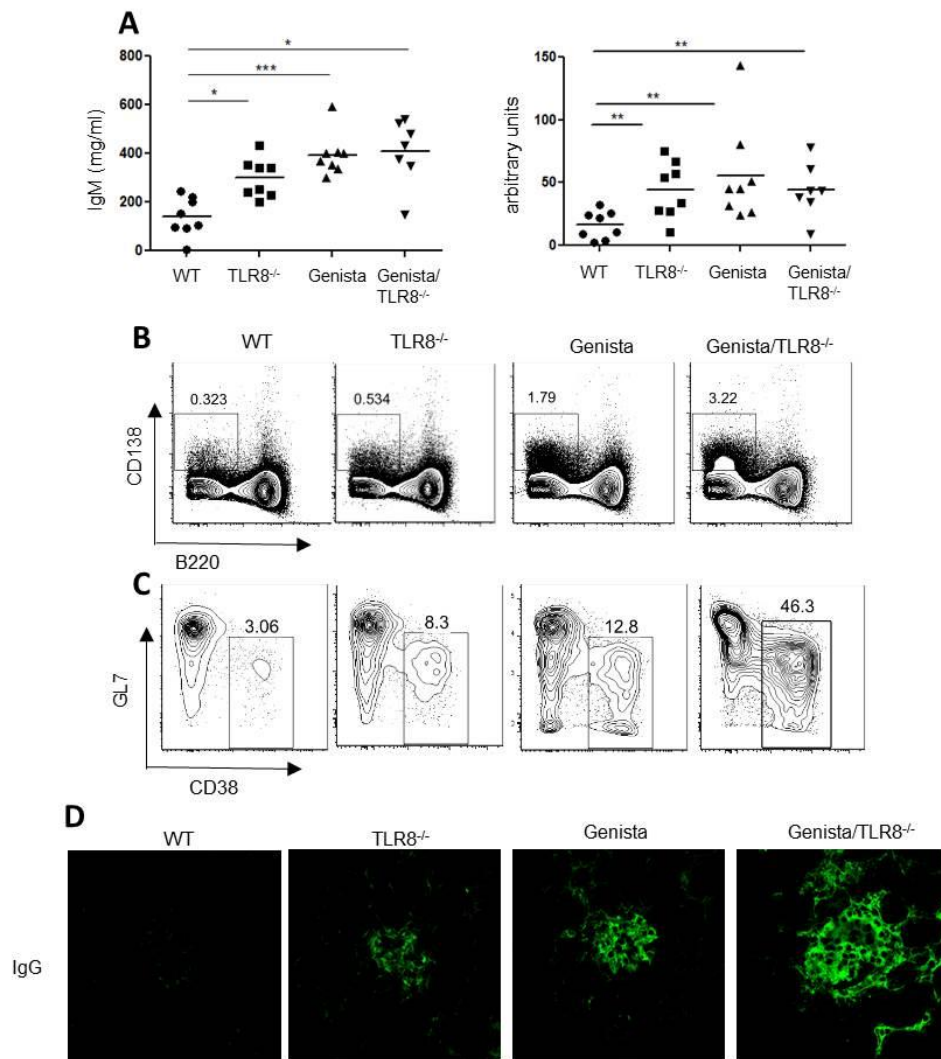 A
*
***
*
800
600
400
200
0
IgM (mg/ml)
WT
TLR8-/-
Genista
Genista/
TLR8-/-
**
**
**
150
100
50
0
arbitrary units
WT
TLR8-/-
Genista
Genista/
TLR8-/-
B
WT
TLR8-/-
Genista
Genista/TLR8-/-
0.323
0.534
1.79
3.22
CD138
B220
C
3.06
8.3
12.8
46.3
GL7
CD38
D
WT
TLR8-/-
Genista
Genista/TLR8-/-
IgG